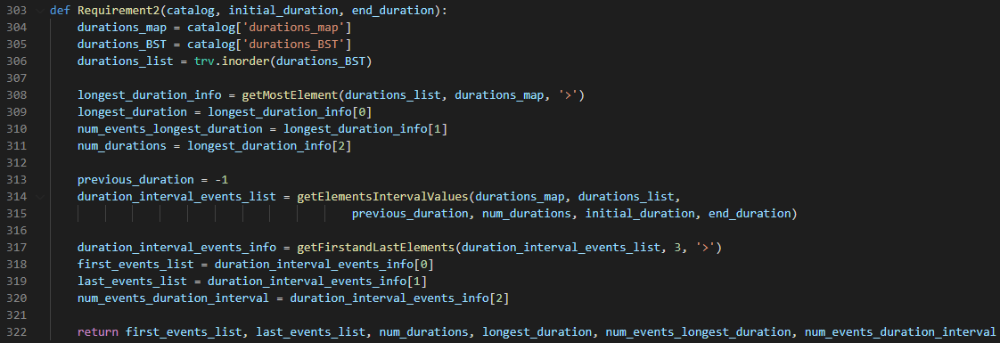 303 def Requirement2(catalog, initial_duration, end_duration):
304     durations_map = catalog['durations_map']
305     durations_BST = catalog['durations_BST']
306     durations_list = trv.inorder(durations_BST)
307
308     longest_duration_info = getMostElement(durations_list, durations_map, '>')
309     longest_duration = longest_duration_info[0]
310     num_events_longest_duration = longest_duration_info[1]
311     num_durations = longest_duration_info[2]
312
313     previous_duration = -1
314     duration_interval_events_list = getElementsIntervalValues(durations_map, durations_list,
315                                             previous_duration, num_durations, initial_duration, end_duration)
316
317     duration_interval_events_info = getFirstandLastElements(duration_interval_events_list, 3, '>')
318     first_events_list = duration_interval_events_info[0]
319     last_events_list = duration_interval_events_info[1]
320     num_events_duration_interval = duration_interval_events_info[2]
321
322     return first_events_list, last_events_list, num_durations, longest_duration, num_events_longest_duration, num_events_duration_interval